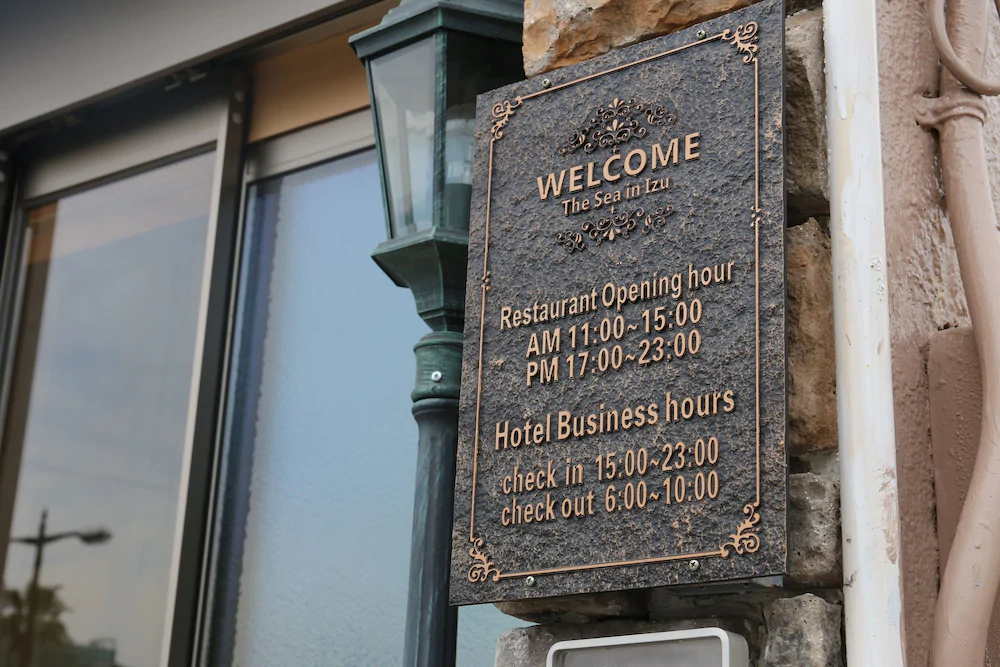 WELCOME
The Sea in Izu
Restaurant Opening hour
AM 11:00~15:00
PM 17:00~23:00
Hotel Business hours
check in 15:00~23:00
check out 6:00~10:00